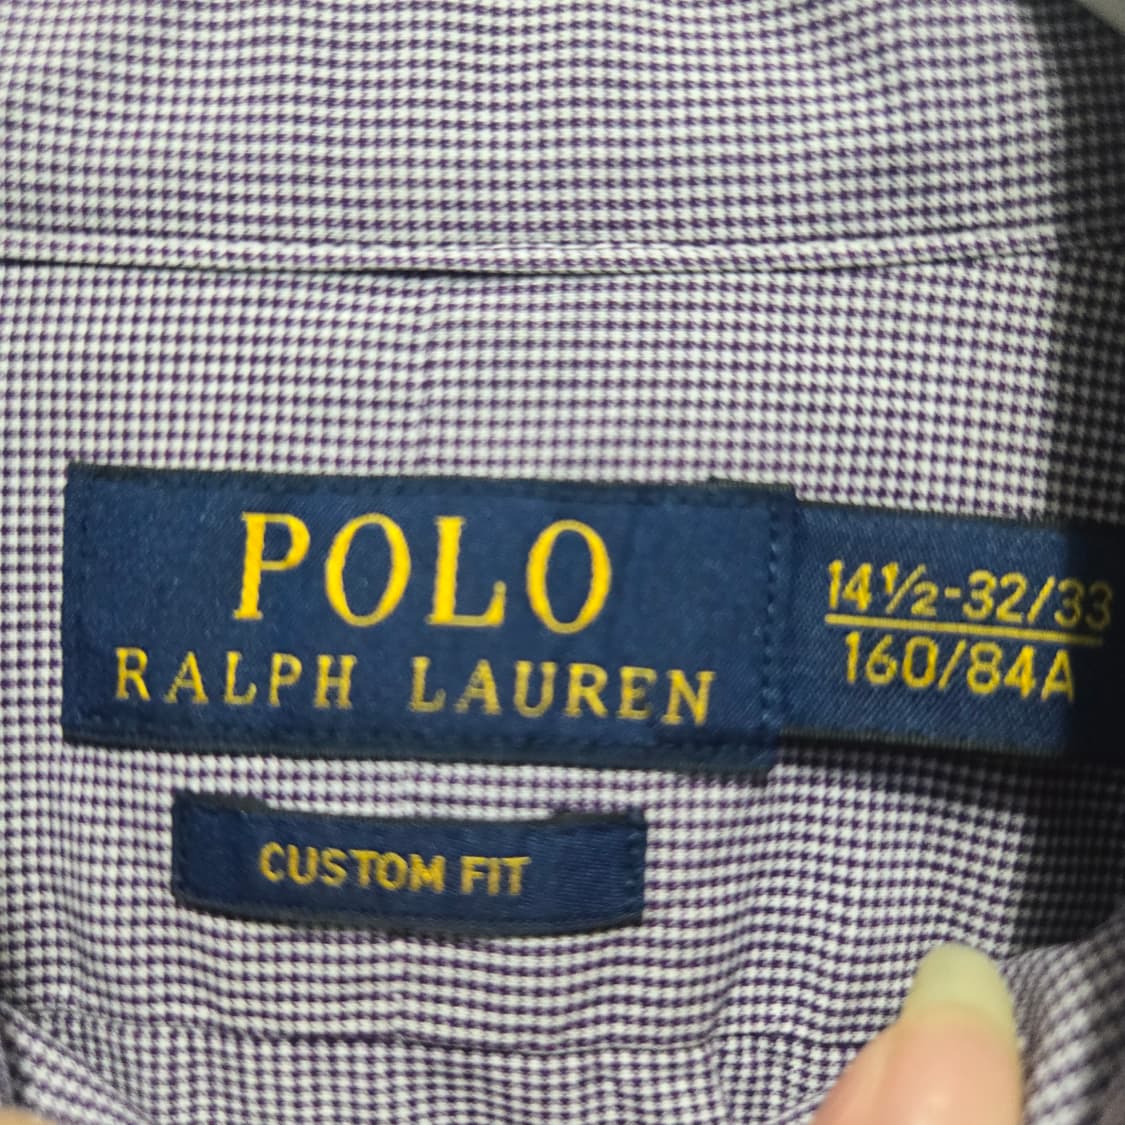 POLO
RALPH LAUREN
14½-32/33
160/84A
CUSTOM FIT